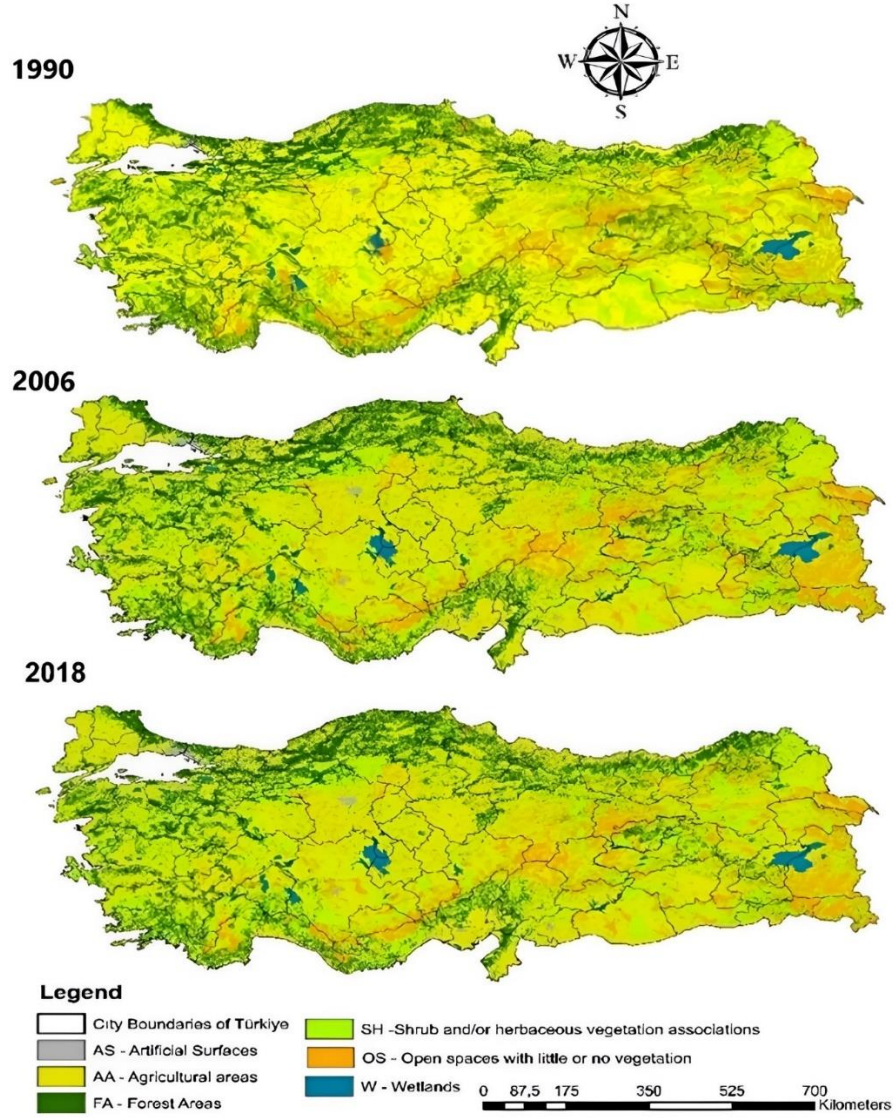 N
1990
W E
S
2006
2018
Legend
City Boundaries of Türkiye
AS - Artificial Surfaces
AA - Agricultural areas
FA - Forest Areas
SH -Shrub and/or herbaceous vegetation associations
OS - Open spaces with little or no vegetation
W - Wetlands
0 87,5 175 350 525 700
Kilometers